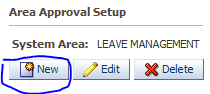 Area Approval Setup
System Area: LEAVE MANAGEMENT
New Edit Delete